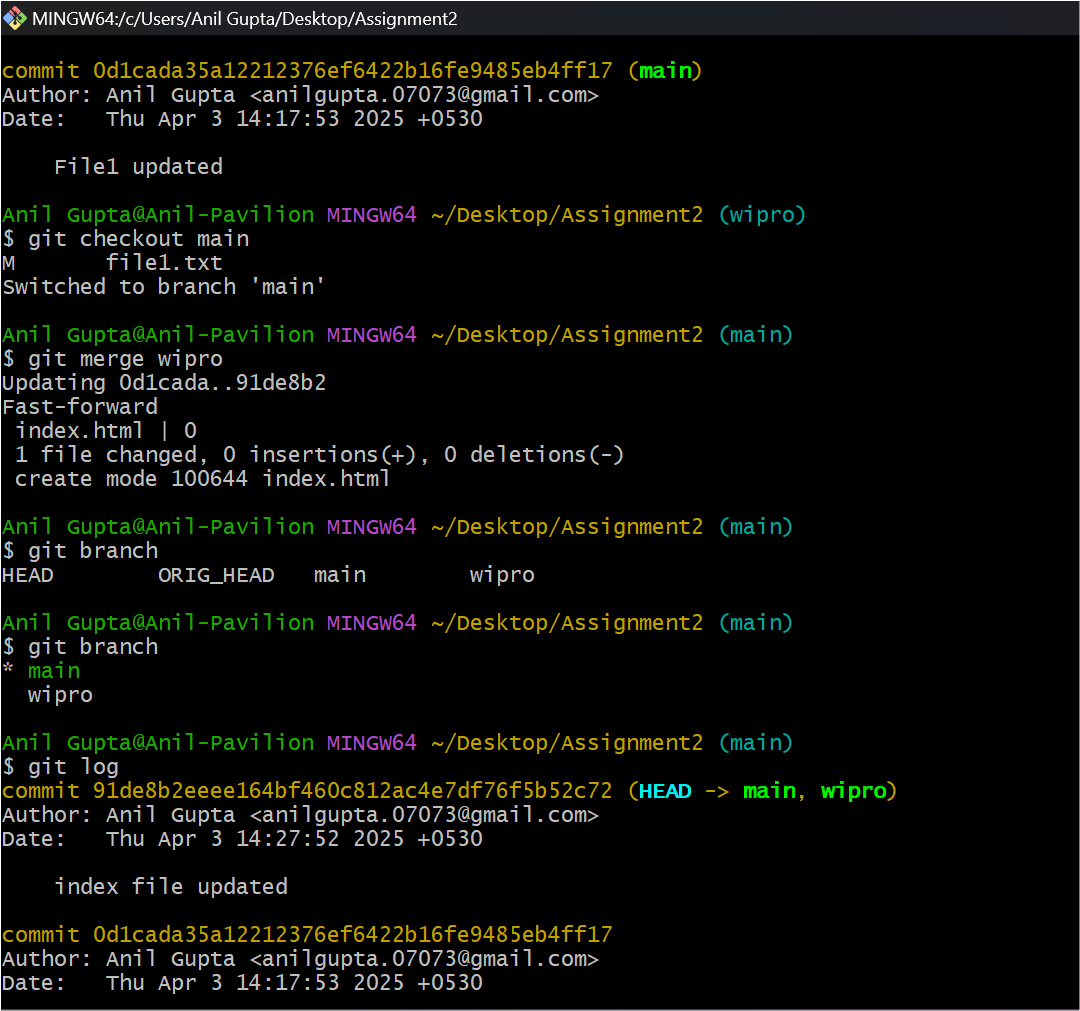 MINGW64:/c/Users/Anil Gupta/Desktop/Assignment2
commit 0d1cada35a12212376ef6422b16fe9485eb4ff17 (main)
Author: Anil Gupta <anilgupta.07073@gmail.com>
Date:   Thu Apr 3 14:17:53 2025 +0530
    File1 updated
Anil Gupta@Anil-Pavilion MINGW64 ~/Desktop/Assignment2 (wipro)
$ git checkout main
M       file1.txt
Switched to branch 'main'
Anil Gupta@Anil-Pavilion MINGW64 ~/Desktop/Assignment2 (main)
$ git merge wipro
Updating 0d1cada..91de8b2
Fast-forward
 index.html | 0
 1 file changed, 0 insertions(+), 0 deletions(-)
 create mode 100644 index.html
Anil Gupta@Anil-Pavilion MINGW64 ~/Desktop/Assignment2 (main)
$ git branch
HEAD        ORIG_HEAD   main        wipro
Anil Gupta@Anil-Pavilion MINGW64 ~/Desktop/Assignment2 (main)
$ git branch
* main
  wipro
Anil Gupta@Anil-Pavilion MINGW64 ~/Desktop/Assignment2 (main)
$ git log
commit 91de8b2eeee164bf460c812ac4e7df76f5b52c72 (HEAD -> main, wipro)
Author: Anil Gupta <anilgupta.07073@gmail.com>
Date:   Thu Apr 3 14:27:52 2025 +0530
    index file updated
commit 0d1cada35a12212376ef6422b16fe9485eb4ff17
Author: Anil Gupta <anilgupta.07073@gmail.com>
Date:   Thu Apr 3 14:17:53 2025 +0530